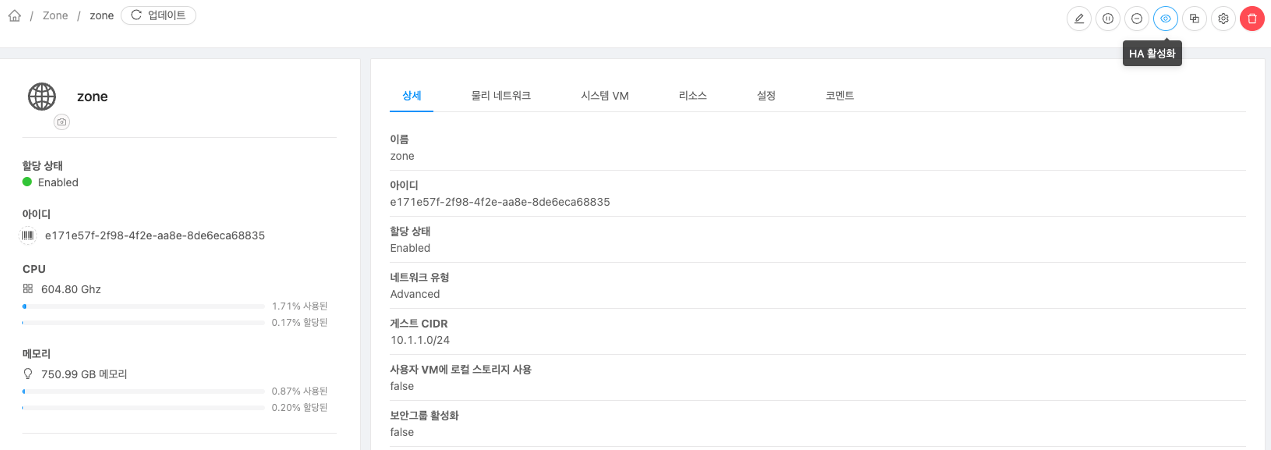 / Zone / zone 업데이트
HA 활성화
zone
할당 상태
Enabled
아이디
e171e57f-2f98-4f2e-aa8e-8de6eca68835
CPU
604.80 Ghz
1.71% 사용된
0.17% 할당된
메모리
750.99 GB 메모리
0.87% 사용된
0.20% 할당된
상세 물리 네트워크 시스템 VM 리소스 설정 코멘트
이름
zone
아이디
e171e57f-2f98-4f2e-aa8e-8de6eca68835
할당 상태
Enabled
네트워크 유형
Advanced
게스트 CIDR
10.1.1.0/24
사용자 VM에 로컬 스토리지 사용
false
보안그룹 활성화
false